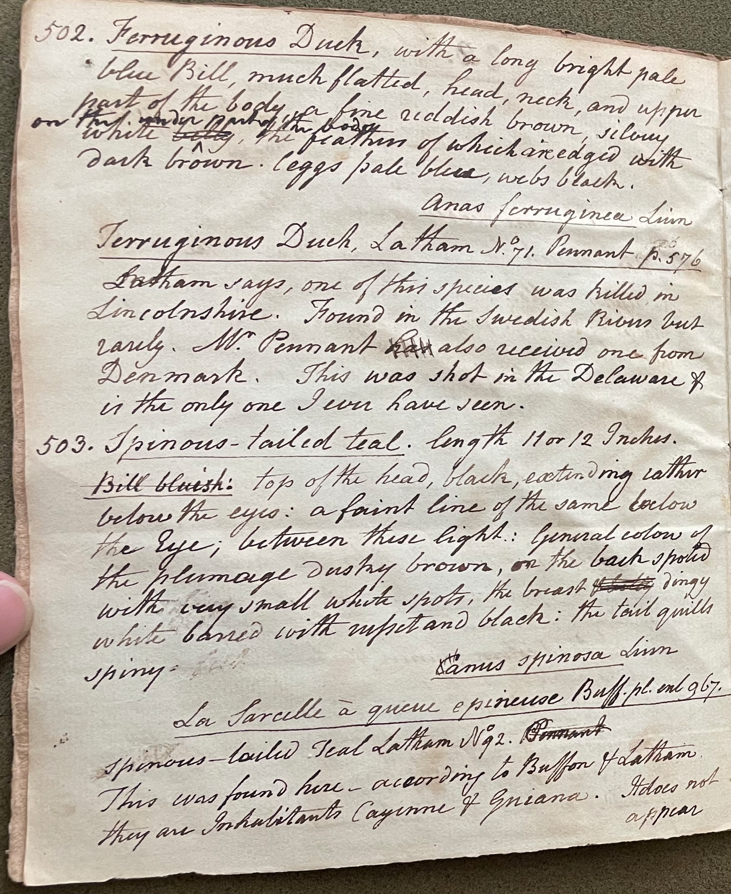 502. Ferruginous Duck, with a long bright pale
blue Bill, much flatted, head, neck, and upper
part of the body, a fine reddish brown, silvery
on the under part of the body
white belly, the feathers of which are edged with
dark brown. leggs pale blue, webs black.
Anas ferruginea Linn
Ferruginous Duck, Latham No. 71. Pennant p. 576
Latham says, one of this species was killed in
Lincolnshire. Found in the Swedish Rivers but
rarely. Mr Pennant has also received one from
Denmark. This was shot in the Delaware &
is the only one I ever have seen.
503. Spinous-tailed teal. length 11 or 12 Inches.
Bill bluish: top of the head, black, extending rather
below the eyes: a faint line of the same below
the Eye; between these light.: General colour of
the plumage dusky brown, on the back spotted
with very small white spots, the breast dingy
white barred with russet and black: the tail quills
spiny.
Anus spinosa Linn
La Sarcelle à queue epineuse Buff. pl. enl 967.
spinous-tailed Teal Latham No 92. Pennant
This was found here - according to Buffon & Latham
they are Inhabitants Cayenne & Guiana. It does not
appear